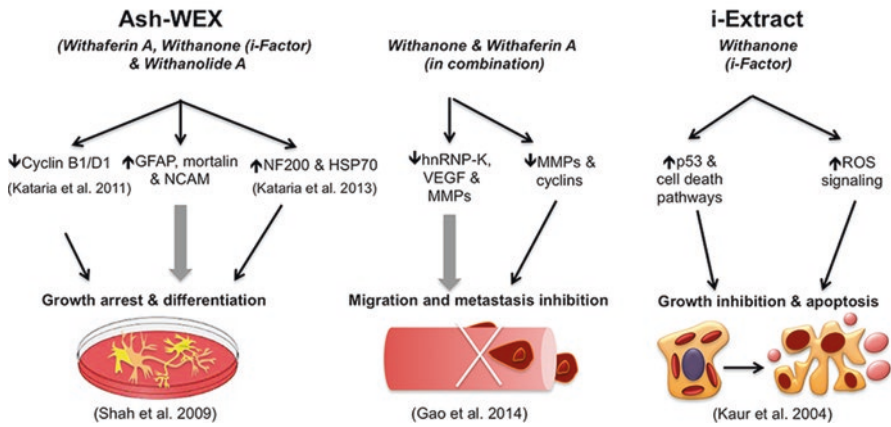 Ash-WEX
(Withaferin A, Withanone (i-Factor)
& Withanolide A
↓Cyclin B1/D1
(Kataria et al. 2011)
↑GFAP, mortalin
& NCAM
↑NF200 & HSP70
(Kataria et al. 2013)
Growth arrest & differentiation
(Shah et al. 2009)
Withanone & Withaferin A
(in combination)
↓hnRNP-K,
VEGF &
MMPs
↓MMPs &
cyclins
Migration and metastasis inhibition
(Gao et al. 2014)
i-Extract
Withanone
(i-Factor)
↑p53 &
cell death
pathways
↑ROS
signaling
Growth inhibition & apoptosis
(Kaur et al. 2004)